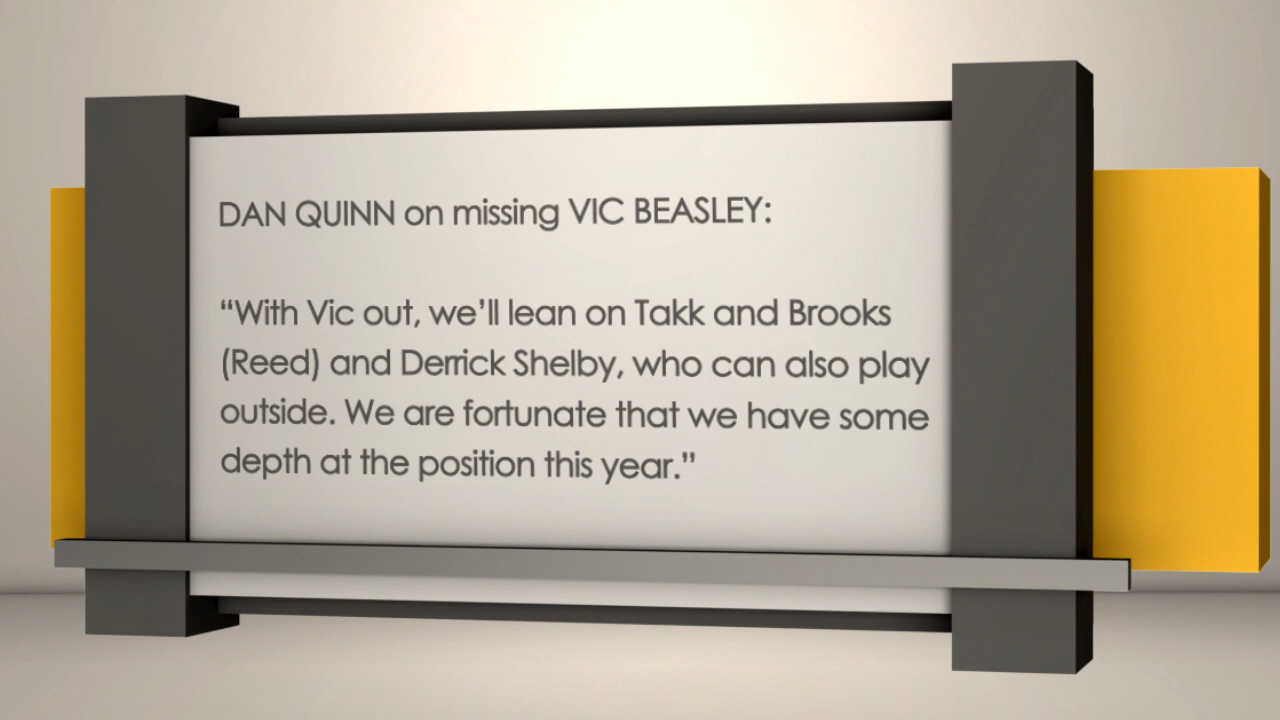 DAN QUINN on missing VIC BEASLEY:
“With Vic out, we’ll lean on Takk and Brooks
(Reed) and Derrick Shelby, who can also play
outside. We are fortunate that we have some
depth at the position this year.”